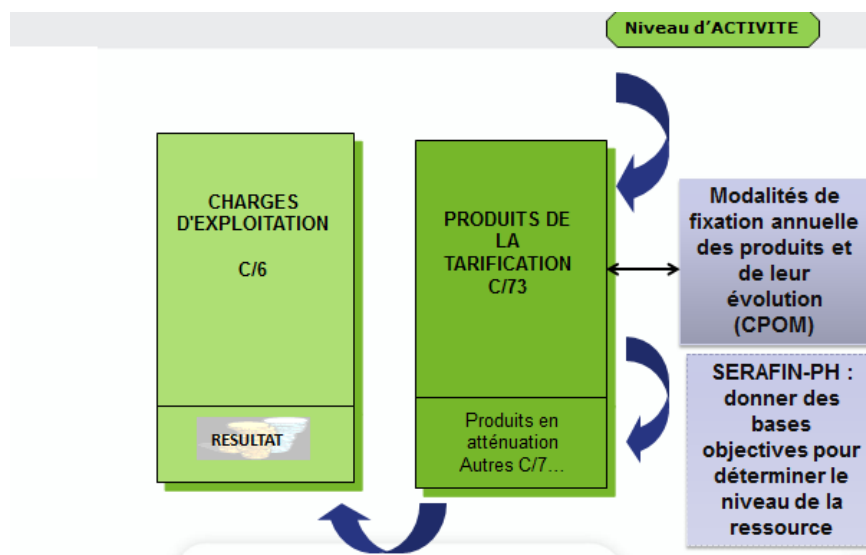 Niveau d'ACTIVITE
CHARGES
D'EXPLOITATION
C/6
RESULTAT
PRODUITS DE
LA
TARIFICATION
C/73
Produits en
atténuation
Autres C/7...
Modalités de
fixation annuelle
des produits et
de leur
évolution
(CPOM)
SERAFIN-PH :
donner des
bases
objectives pour
déterminer le
niveau de la
ressource